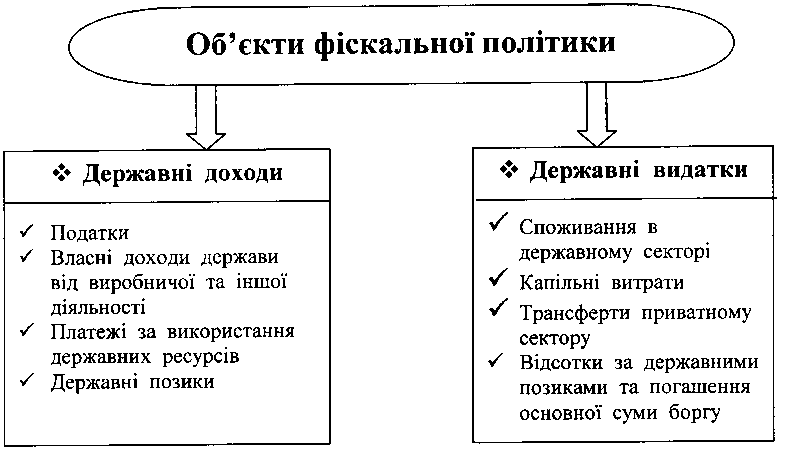 Об’єкти фіскальної політики
❖ Державні доходи
✓ Податки
✓ Власні доходи держави
від виробничої та іншої
діяльності
✓ Платежі за використання
державних ресурсів
✓ Державні позики
❖ Державні видатки
✓ Споживання в
державному секторі
✓ Капільні витрати
✓ Трансферти приватному
сектору
✓ Відсотки за державними
позиками та погашення
основної суми боргу